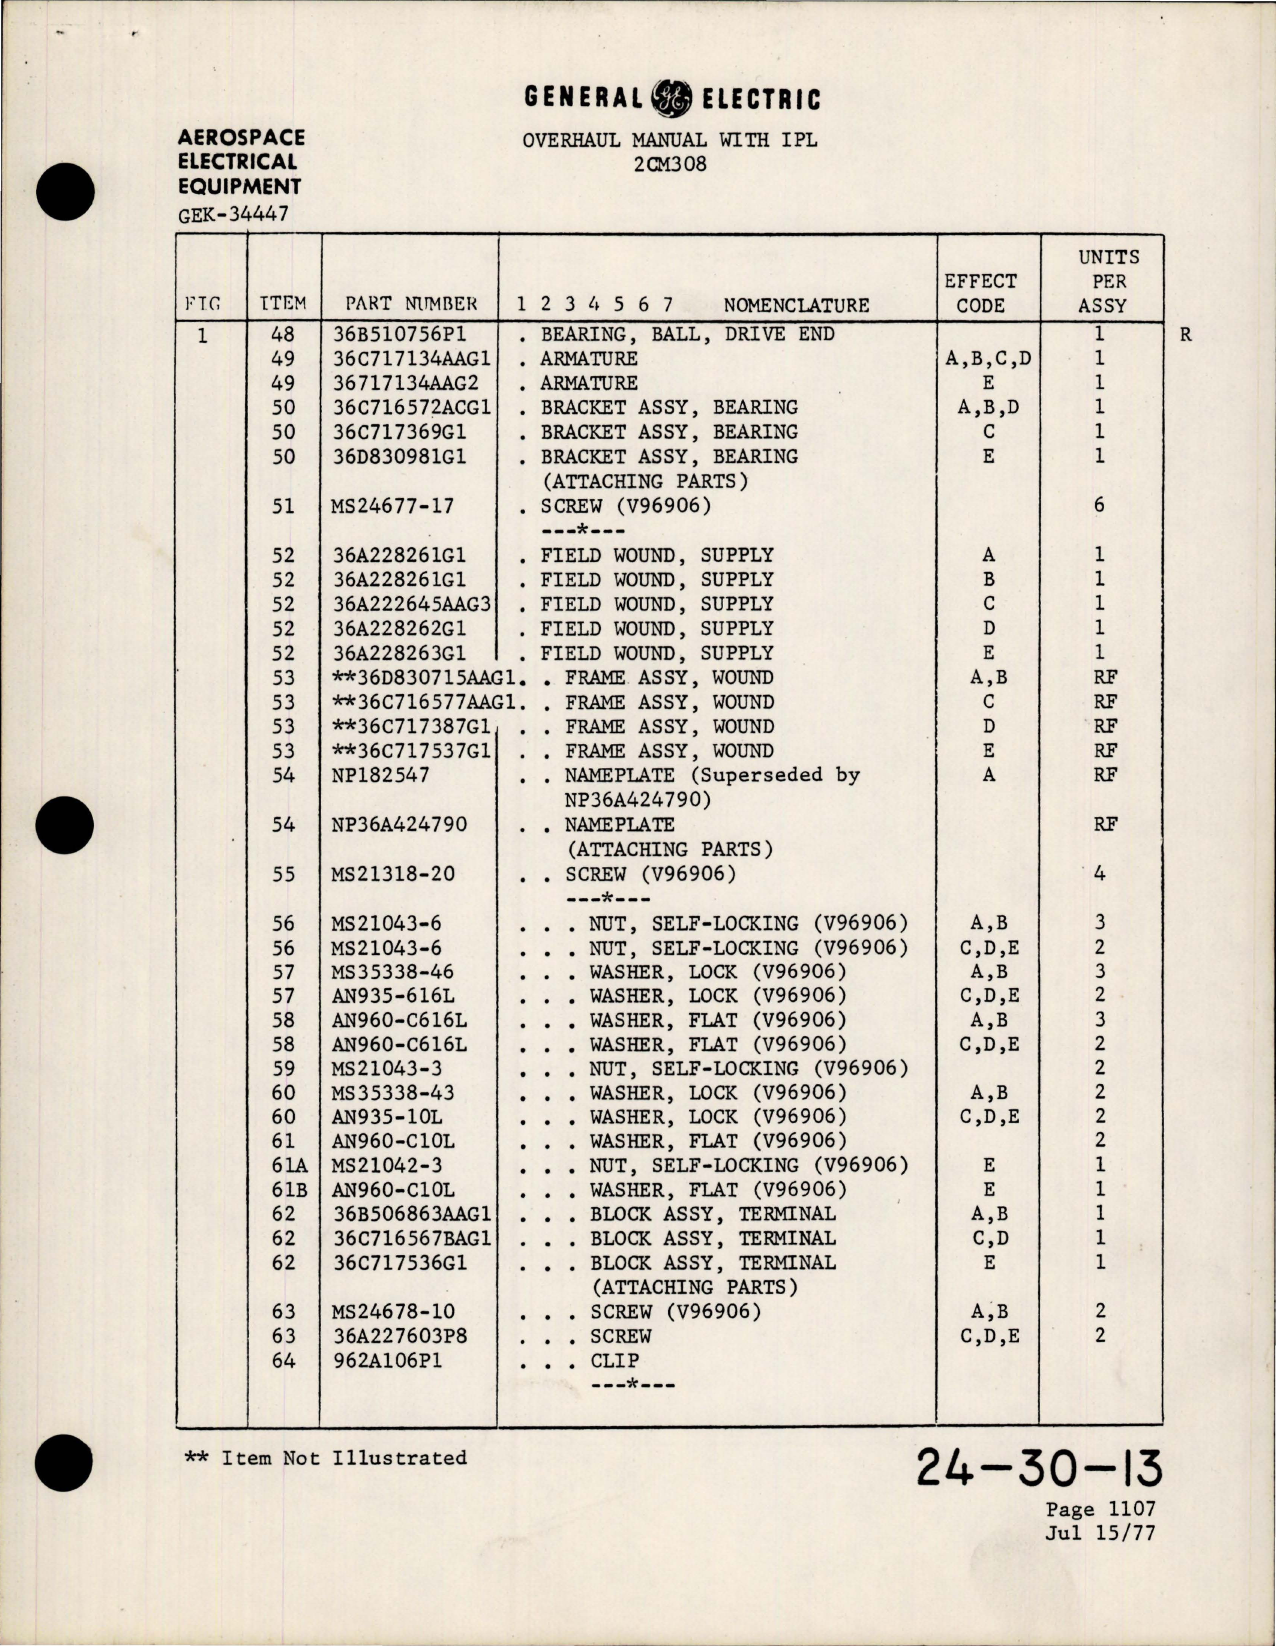 GENERAL GE ELECTRIC
AEROSPACE
ELECTRICAL
EQUIPMENT
GEK-34447
OVERHAUL MANUAL WITH IPL
2CM308
FIG ITEM PART NUMBER 1 2 3 4 5 6 7 NOMENCLATURE EFFECT CODE UNITS PER ASSY
1 48 36B510756P1 . BEARING, BALL, DRIVE END 1 R
49 36C717134AAG1 . ARMATURE A,B,C,D 1
49 36717134AAG2 . ARMATURE E 1
50 36C716572ACG1 . BRACKET ASSY, BEARING A,B,D 1
50 36C717369G1 . BRACKET ASSY, BEARING C 1
50 36D830981G1 . BRACKET ASSY, BEARING E 1
(ATTACHING PARTS)
51 MS24677-17 . SCREW (V96906) 6
---*---
52 36A228261G1 . FIELD WOUND, SUPPLY A 1
52 36A228261G1 . FIELD WOUND, SUPPLY B 1
52 36A222645AAG3 . FIELD WOUND, SUPPLY C 1
52 36A228262G1 . FIELD WOUND, SUPPLY D 1
52 36A228263G1 . FIELD WOUND, SUPPLY E 1
53 **36D830715AAG1. . FRAME ASSY, WOUND A,B RF
53 **36C716577AAG1. . FRAME ASSY, WOUND C RF
53 **36C717387G1 . . FRAME ASSY, WOUND D RF
53 **36C717537G1 . . FRAME ASSY, WOUND E RF
54 NP182547 . . NAMEPLATE (Superseded by A RF
NP36A424790)
54 NP36A424790 . . NAMEPLATE RF
(ATTACHING PARTS)
55 MS21318-20 . . SCREW (V96906) 4
---*---
56 MS21043-6 . . . NUT, SELF-LOCKING (V96906) A,B 3
56 MS21043-6 . . . NUT, SELF-LOCKING (V96906) C,D,E 2
57 MS35338-46 . . . WASHER, LOCK (V96906) A,B 3
57 AN935-616L . . . WASHER, LOCK (V96906) C,D,E 2
58 AN960-C616L . . . WASHER, FLAT (V96906) A,B 3
58 AN960-C616L . . . WASHER, FLAT (V96906) C,D,E 2
59 MS21043-3 . . . NUT, SELF-LOCKING (V96906) 2
60 MS35338-43 . . . WASHER, LOCK (V96906) A,B 2
60 AN935-10L . . . WASHER, LOCK (V96906) C,D,E 2
61 AN960-C10L . . . WASHER, FLAT (V96906) 2
61A MS21042-3 . . . NUT, SELF-LOCKING (V96906) E 1
61B AN960-C10L . . . WASHER, FLAT (V96906) E 1
62 36B506863AAG1 . . . BLOCK ASSY, TERMINAL A,B 1
62 36C716567BAG1 . . . BLOCK ASSY, TERMINAL C,D 1
62 36C717536G1 . . . BLOCK ASSY, TERMINAL E 1
(ATTACHING PARTS)
63 MS24678-10 . . . SCREW (V96906) A,B 2
63 36A227603P8 . . . SCREW C,D,E 2
64 962A106P1 . . . CLIP
---*---
** Item Not Illustrated
24-30-13
Page 1107
Jul 15/77